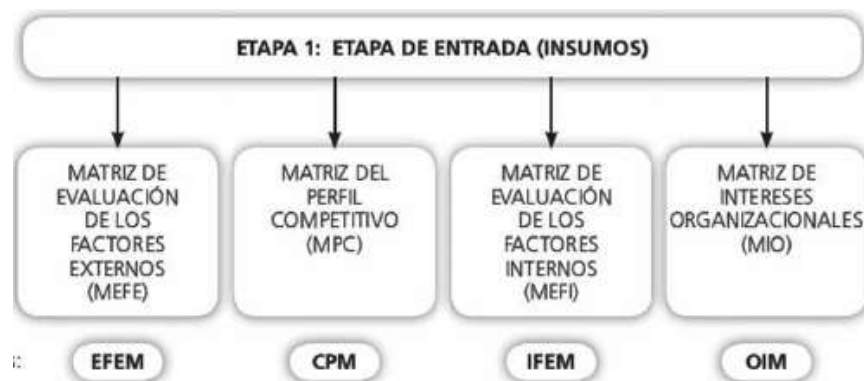 ETAPA 1: ETAPA DE ENTRADA (INSUMOS)
MATRIZ DE
EVALUACIÓN
DE LOS
FACTORES
EXTERNOS
(MEFE)
MATRIZ DEL
PERFIL
COMPETITIVO
(MPC)
MATRIZ DE
EVALUACIÓN
DE LOS
FACTORES
INTERNOS
(MEFI)
MATRIZ DE
INTERESES
ORGANIZACIONALES
(MIO)
EFEM
CPM
IFEM
OIM